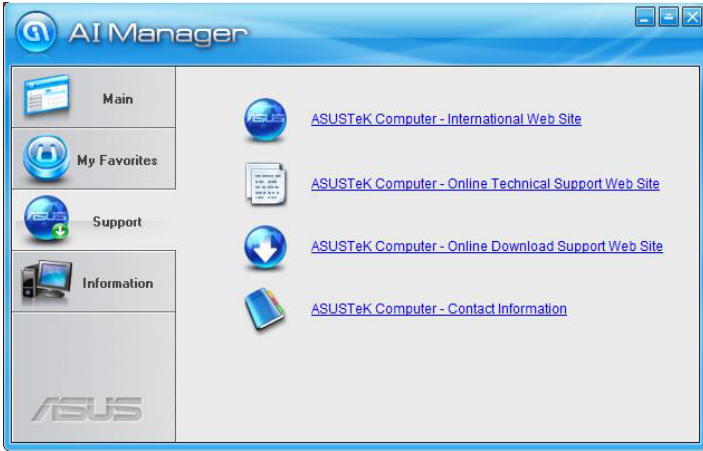 AI Manager
Main
My Favorites
Support
Information
ASUS
ASUSTeK Computer - International Web Site
ASUSTeK Computer - Online Technical Support Web Site
ASUSTeK Computer - Online Download Support Web Site
ASUSTeK Computer - Contact Information